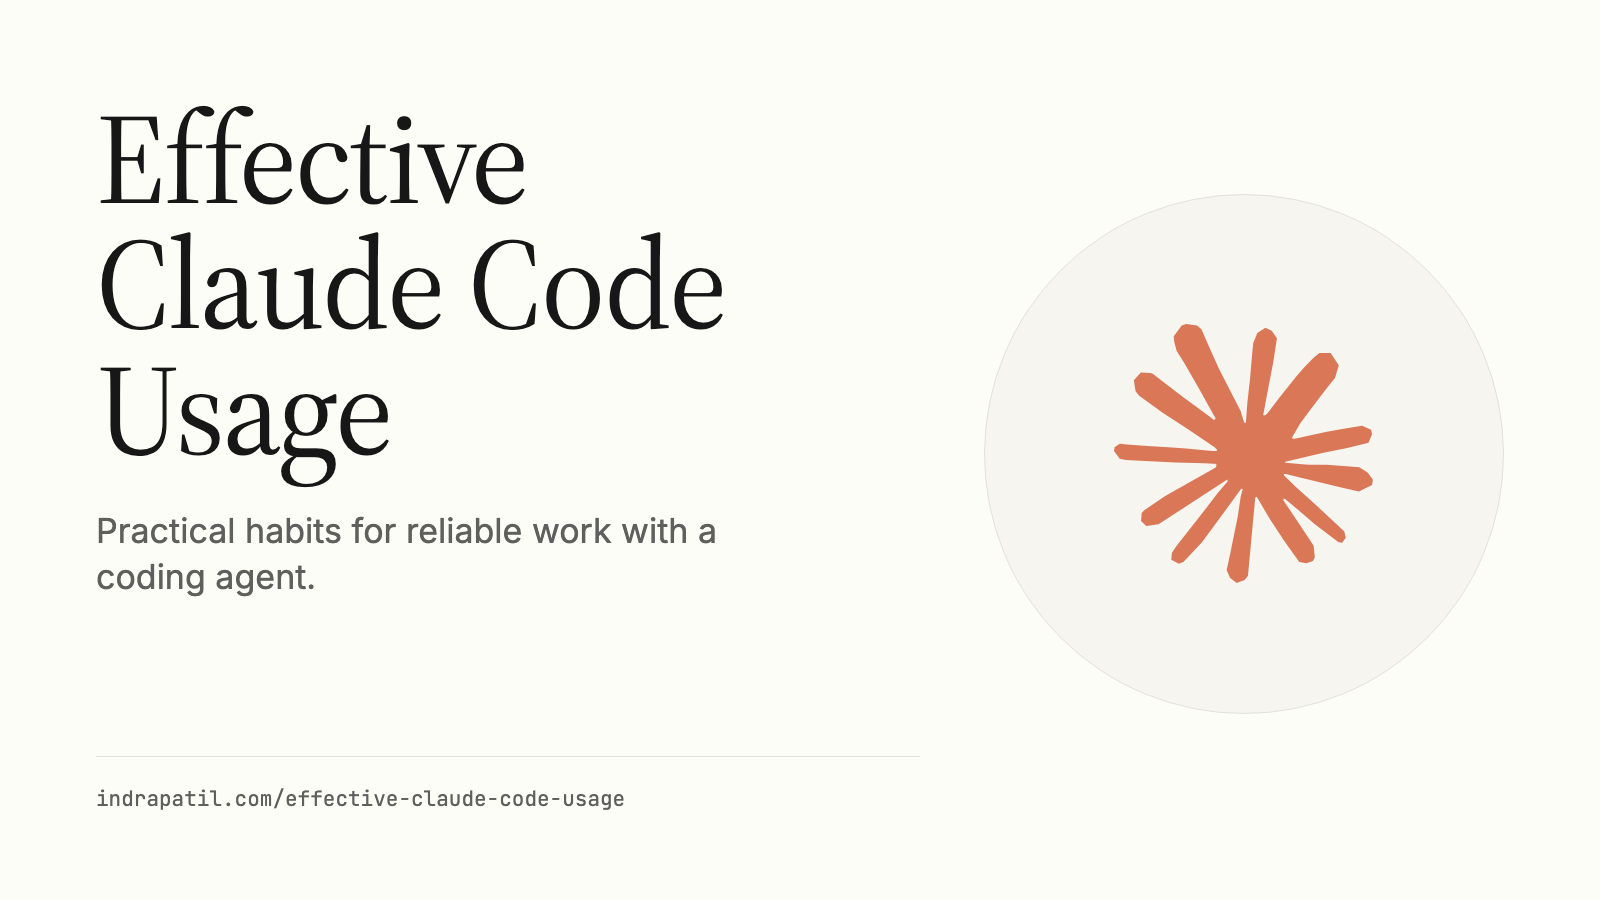 Effective
Claude Code
Usage
Practical habits for reliable work with a
coding agent.
indrapatil.com/effective-claude-code-usage